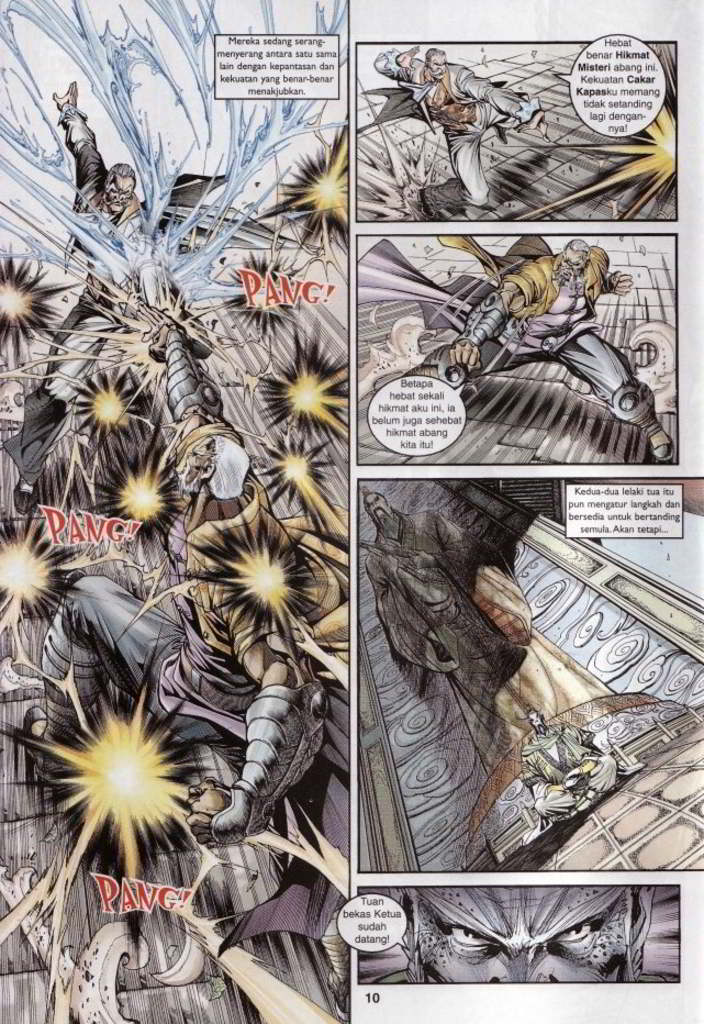 Mereka sedang serang-
menyerang antara satu sama
lain dengan kepantasan dan
kekuatan yang benar-benar
menakjubkan.
PANG!
PANG!
PANG!
Hebat
benar Hikmat
Misteri abang ini.
Kekuatan Cakar
Kapasku memang
tidak setanding
lagi dengan-
nya!
Betapa
hebat sekali
hikmat aku ini, ia
belum juga sehebat
hikmat abang
kita itu!
Kedua-dua lelaki tua itu
pun mengatur langkah dan
bersedia untuk bertanding
semula. Akan tetapi...
Tuan
bekas Ketua
sudah
datang!
10